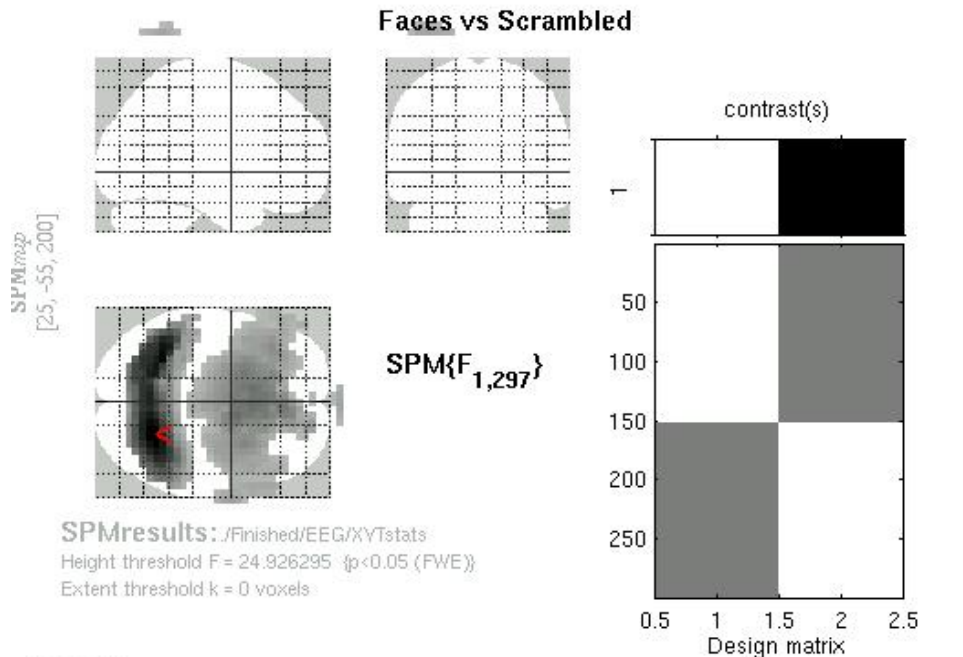 Faces vs Scrambled
contrast(s)
1
SPMmip
[25, -55, 200]
SPM{F1,297}
50
100
150
200
250
0.5 1 1.5 2 2.5
Design matrix
SPMresults: ./Finished/EEG/XYTstats
Height threshold F = 24.926295 {p<0.05 (FWE)}
Extent threshold k = 0 voxels